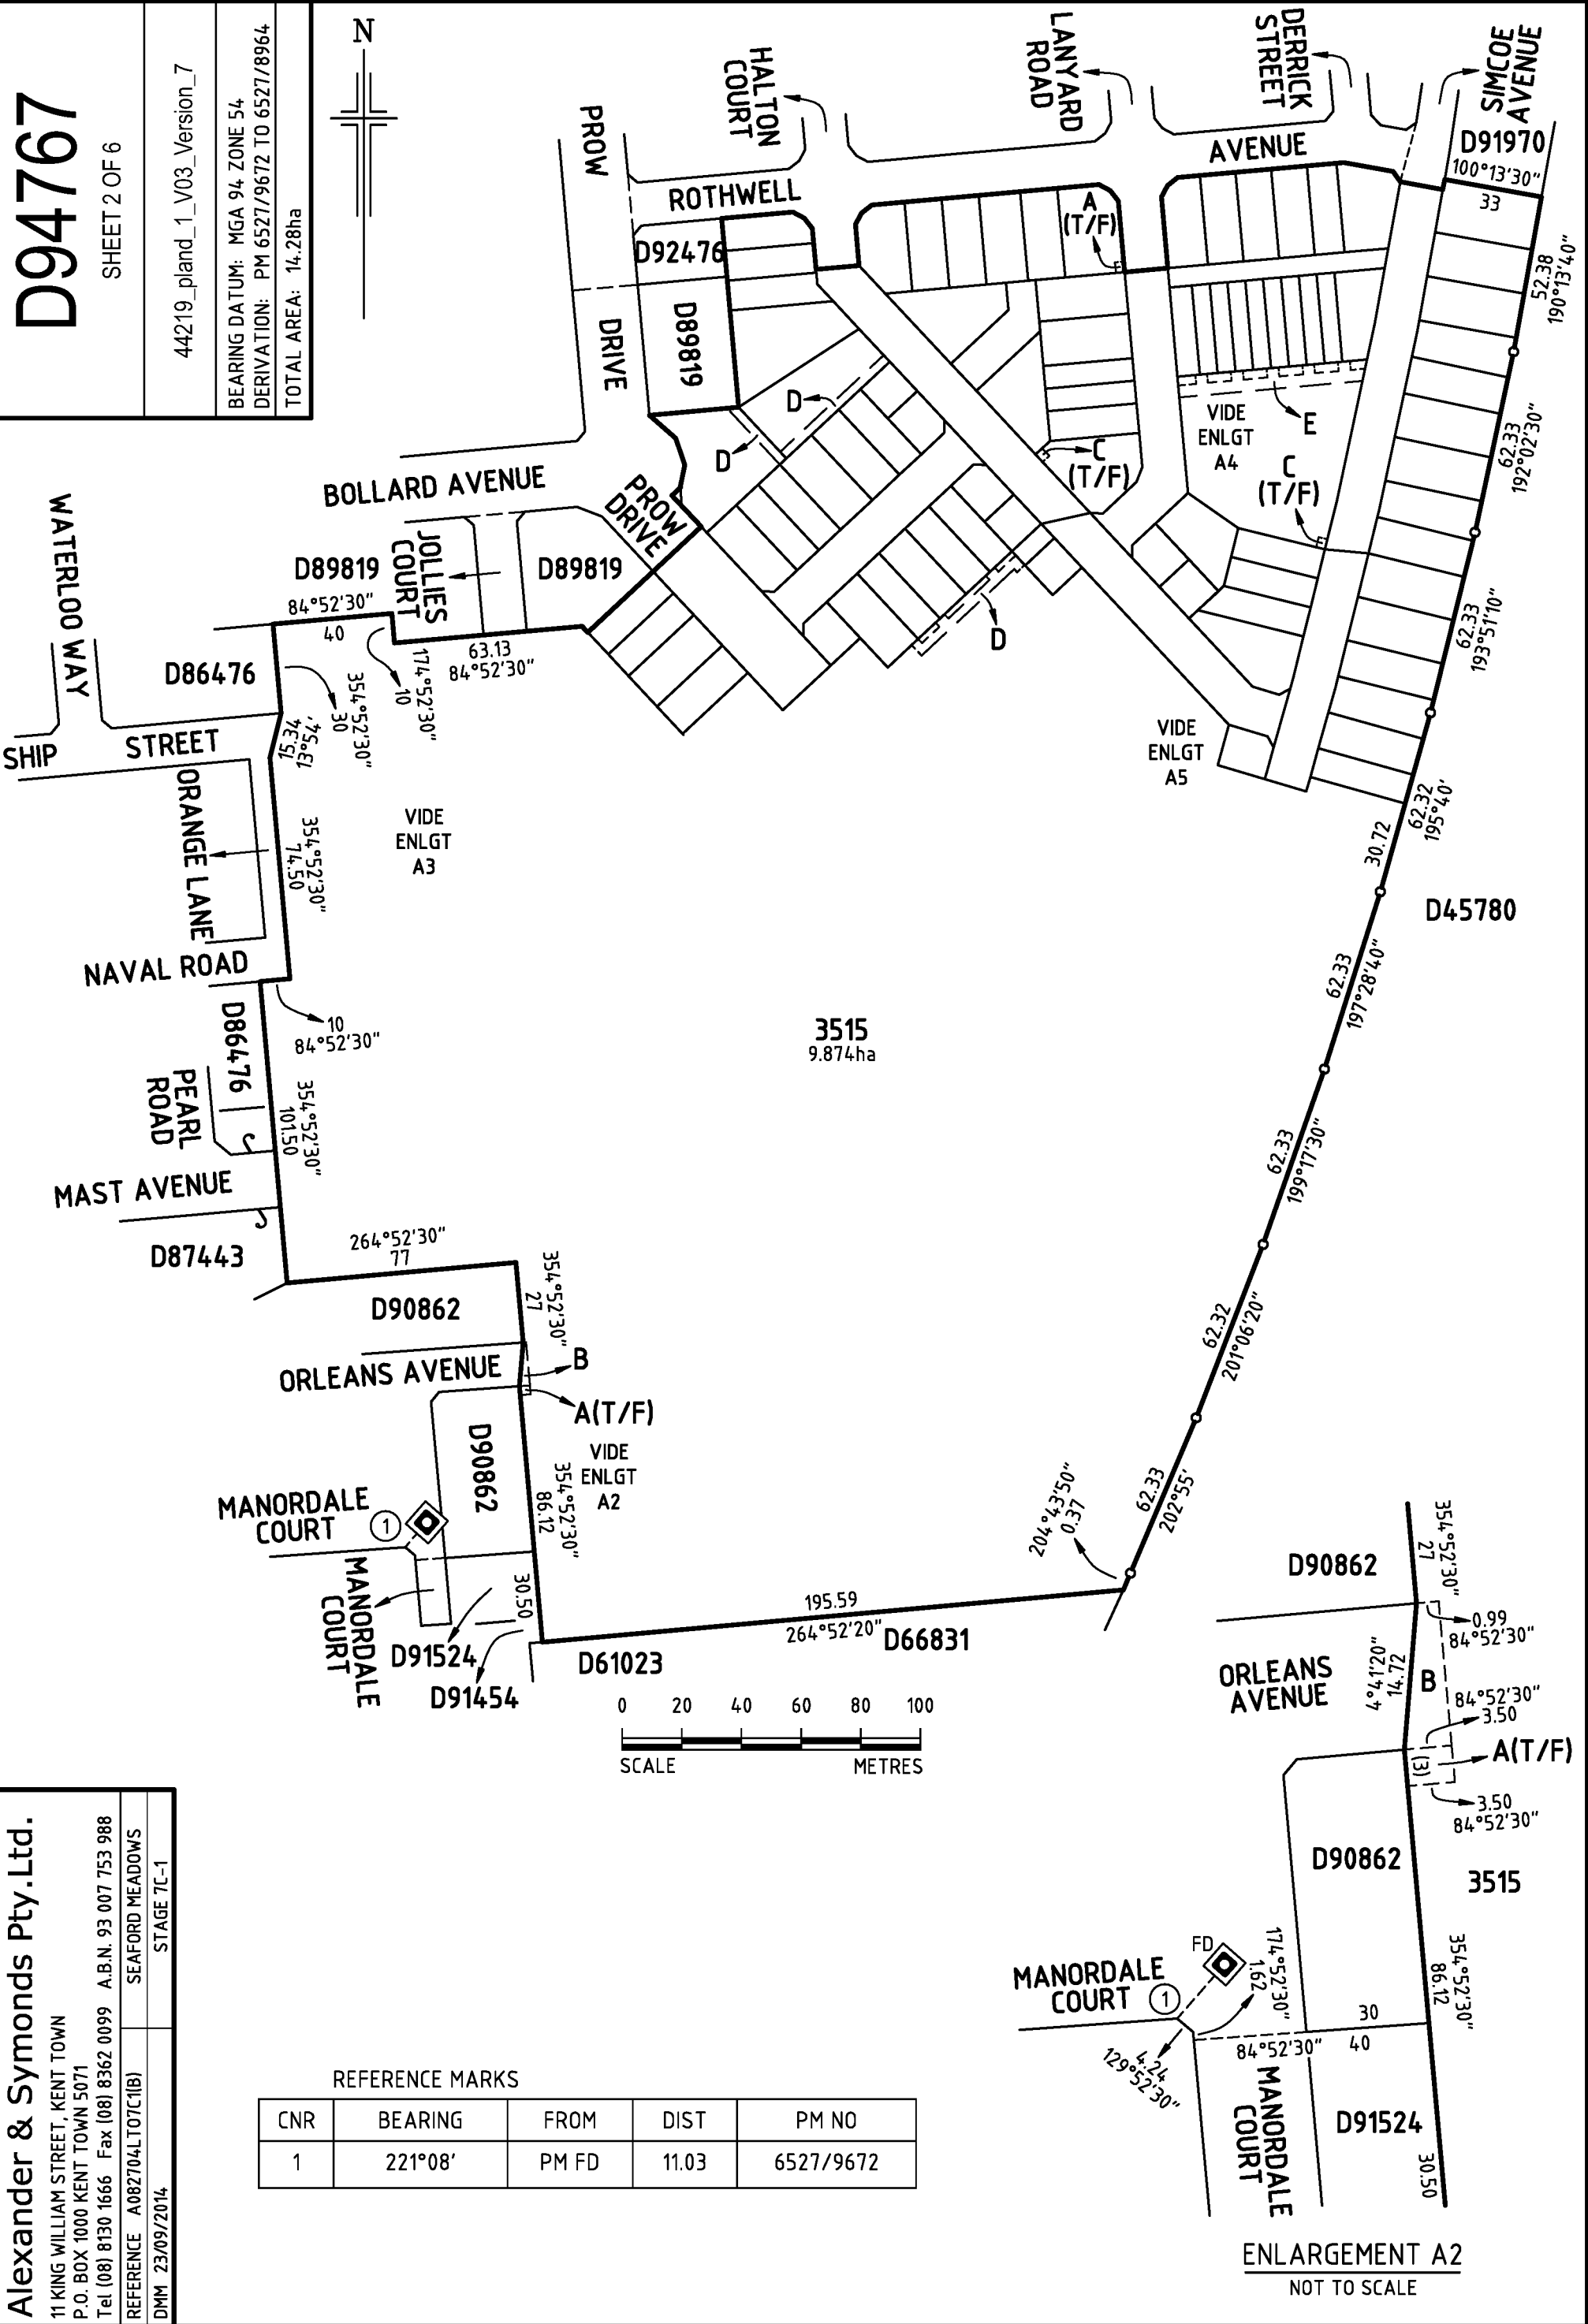 D94767
SHEET 2 OF 6
44219_pland_1_V03_Version_7
BEARING DATUM: MGA 94 ZONE 54
DERIVATION: PM 6527/9672 TO 6527/8964
TOTAL AREA: 14.28ha
N
PROW
DRIVE
HALTON
COURT
LANYARD
ROAD
DERRICK
STREET
SIMCOE
AVENUE
D91970
100°13'30"
33
ROTHWELL
AVENUE
A
(T/F)
D92476
D89819
52.38
190°13'40"
D
D
VIDE
ENLGT
A4
E
C
(T/F)
C
(T/F)
62.33
192°02'30"
BOLLARD AVENUE
PROW
DRIVE
WATERLOO WAY
D89819
JOLLIES
COURT
D89819
84°52'30"
40
10
174°52'30"
63.13
84°52'30"
D
62.33
193°51'10"
D86476
30
354°52'30"
15.34
13°54'
SHIP
STREET
VIDE
ENLGT
A5
ORANGE LANE
354°52'30"
74.50
VIDE
ENLGT
A3
62.32
195°40'
30.72
D45780
NAVAL ROAD
10
84°52'30"
D86476
3515
9.874ha
62.33
197°28'40"
PEARL
ROAD
354°52'30"
101.50
MAST AVENUE
62.33
199°17'30"
D87443
264°52'30"
77
354°52'30"
27
D90862
62.32
201°06'20"
ORLEANS AVENUE
B
A(T/F)
D90862
VIDE
ENLGT
A2
354°52'30"
86.12
MANORDALE
COURT
1
MANORDALE
COURT
30.50
204°43'50"
0.37
62.33
202°55'
195.59
264°52'20"
D91524
D91454
D61023
D66831
0 20 40 60 80 100
SCALE METRES
354°52'30"
27
D90862
0.99
84°52'30"
ORLEANS
AVENUE
4°41'20"
14.72
B
84°52'30"
3.50
A(T/F)
(3)
3.50
84°52'30"
D90862
3515
FD
MANORDALE
COURT
1
174°52'30"
1.62
354°52'30"
86.12
30
84°52'30"
40
4.24
129°52'30"
MANORDALE
COURT
D91524
30.50
ENLARGEMENT A2
NOT TO SCALE
REFERENCE MARKS
CNR BEARING FROM DIST PM NO
1 221°08' PM FD 11.03 6527/9672
Alexander & Symonds Pty.Ltd.
11 KING WILLIAM STREET, KENT TOWN
P.O. BOX 1000 KENT TOWN 5071
Tel (08) 8130 1666 Fax (08) 8362 0099 A.B.N. 93 007 753 988
REFERENCE A082704LTO7C1(B) SEAFORD MEADOWS
DMM 23/09/2014 STAGE 7C-1